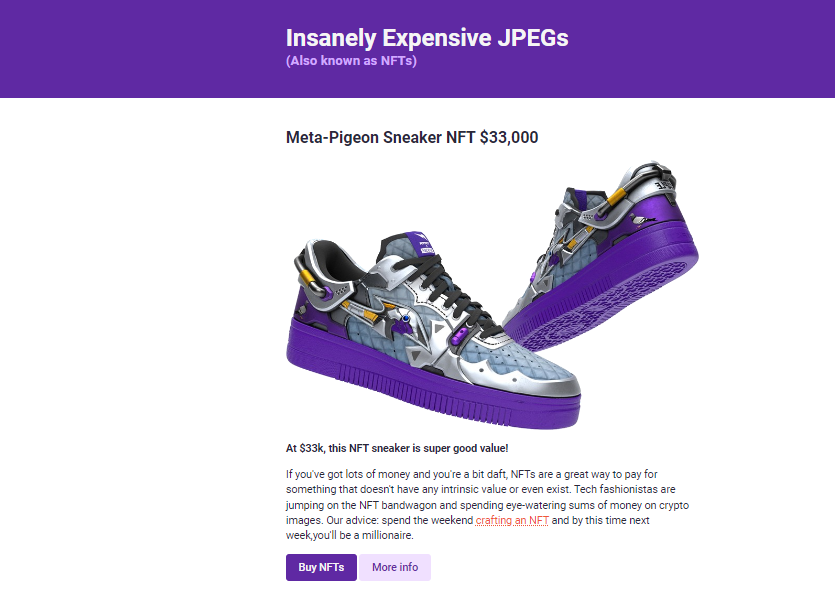 Insanely Expensive JPEGs
(Also known as NFTs)
Meta-Pigeon Sneaker NFT $33,000
At $33k, this NFT sneaker is super good value!
If you've got lots of money and you're a bit daft, NFTs are a great way to pay for
something that doesn't have any intrinsic value or even exist. Tech fashionistas are
jumping on the NFT bandwagon and spending eye-watering sums of money on crypto
images. Our advice: spend the weekend crafting an NFT and by this time next
week,you'll be a millionaire.
Buy NFTs
More info